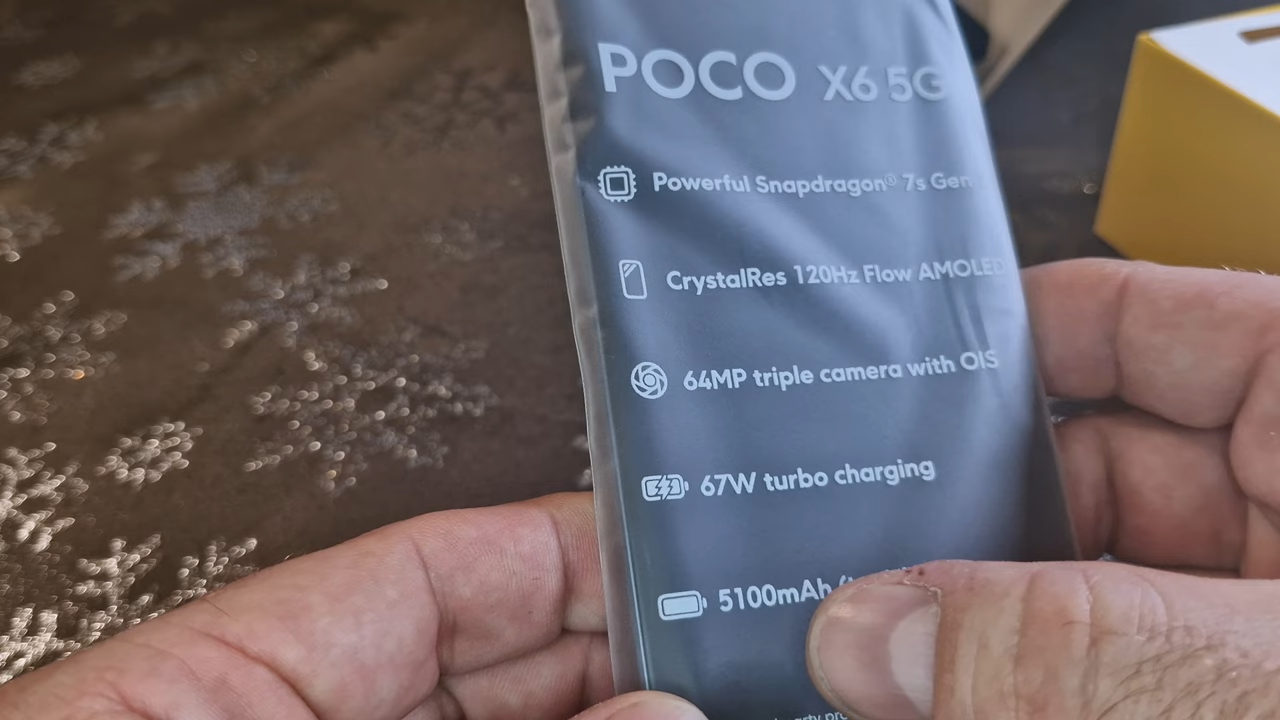 POCO X6 5G
Powerful Snapdragon® 7s Gen
CrystalRes 120Hz Flow AMOLED
64MP triple camera with OIS
67W turbo charging
5100mAh